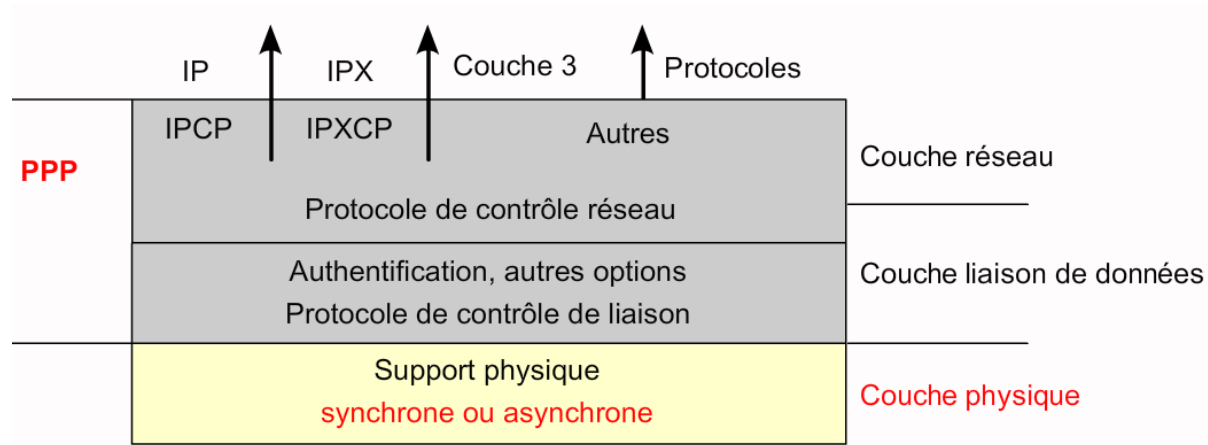 IP IPX Couche 3 Protocoles
IPCP IPXCP Autres
PPP
Couche réseau
Protocole de contrôle réseau
Authentification, autres options
Couche liaison de données
Protocole de contrôle de liaison
Support physique
synchrone ou asynchrone
Couche physique